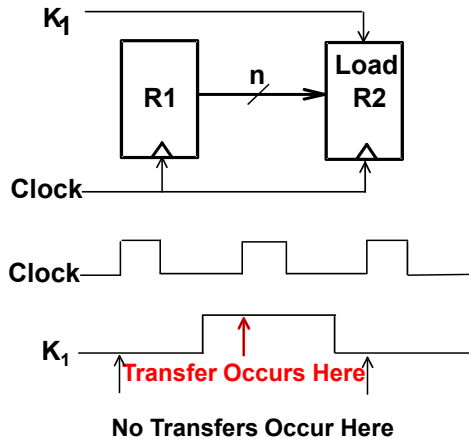 K1
Load
n
R1
R2
Clock
Clock
K1
Transfer Occurs Here
No Transfers Occur Here